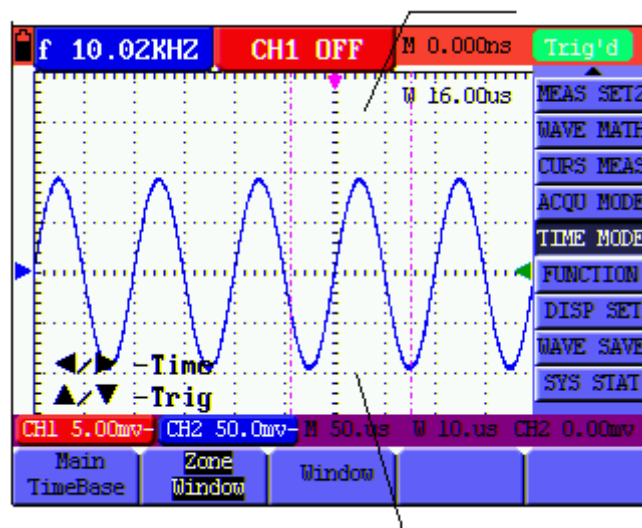 f 10.02KHZ CH1 OFF M 0.000ns Trig'd
W 16.00us
MEAS SET2
WAVE MATH
CURS MEAS
ACQU MODE
TIME MODE
FUNCTION
DISP SET
WAVE SAVE
SYS STAT
◀/▶ -Time
▲/▼ -Trig
CH1 5.00mv- CH2 50.0mv- M 50.us W 10.us CH2 0.00mv
Main TimeBase
Zone Window
Window